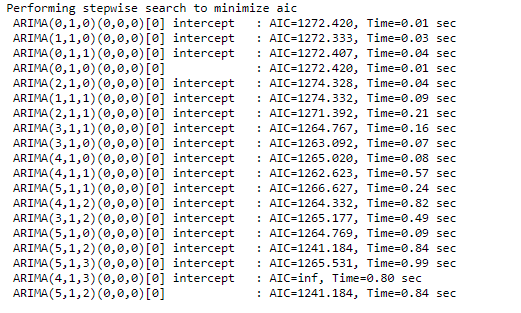 Performing stepwise search to minimize aic
ARIMA(0,1,0)(0,0,0)[0] intercept   : AIC=1272.420, Time=0.01 sec
ARIMA(1,1,0)(0,0,0)[0] intercept   : AIC=1272.333, Time=0.03 sec
ARIMA(0,1,1)(0,0,0)[0] intercept   : AIC=1272.407, Time=0.04 sec
ARIMA(0,1,0)(0,0,0)[0]             : AIC=1272.420, Time=0.01 sec
ARIMA(2,1,0)(0,0,0)[0] intercept   : AIC=1274.328, Time=0.04 sec
ARIMA(1,1,1)(0,0,0)[0] intercept   : AIC=1274.332, Time=0.09 sec
ARIMA(2,1,1)(0,0,0)[0] intercept   : AIC=1271.392, Time=0.21 sec
ARIMA(3,1,1)(0,0,0)[0] intercept   : AIC=1264.767, Time=0.16 sec
ARIMA(3,1,0)(0,0,0)[0] intercept   : AIC=1263.092, Time=0.07 sec
ARIMA(4,1,0)(0,0,0)[0] intercept   : AIC=1265.020, Time=0.08 sec
ARIMA(4,1,1)(0,0,0)[0] intercept   : AIC=1262.623, Time=0.57 sec
ARIMA(5,1,1)(0,0,0)[0] intercept   : AIC=1266.627, Time=0.24 sec
ARIMA(4,1,2)(0,0,0)[0] intercept   : AIC=1264.332, Time=0.82 sec
ARIMA(3,1,2)(0,0,0)[0] intercept   : AIC=1265.177, Time=0.49 sec
ARIMA(5,1,0)(0,0,0)[0] intercept   : AIC=1264.769, Time=0.09 sec
ARIMA(5,1,2)(0,0,0)[0] intercept   : AIC=1241.184, Time=0.84 sec
ARIMA(5,1,3)(0,0,0)[0] intercept   : AIC=1265.531, Time=0.99 sec
ARIMA(4,1,3)(0,0,0)[0] intercept   : AIC=inf, Time=0.80 sec
ARIMA(5,1,2)(0,0,0)[0]             : AIC=1241.184, Time=0.84 sec